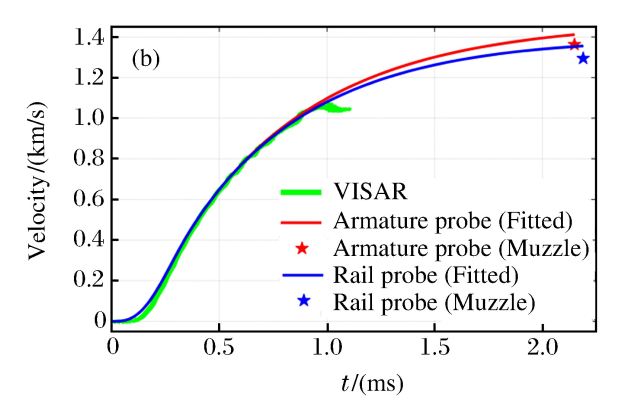 (b)
Velocity/(km/s)
1.4
1.2
1.0
0.8
0.6
0.4
0.2
0
VISAR
Armature probe (Fitted)
Armature probe (Muzzle)
Rail probe (Fitted)
Rail probe (Muzzle)
0 0.5 1.0 1.5 2.0
t/(ms)